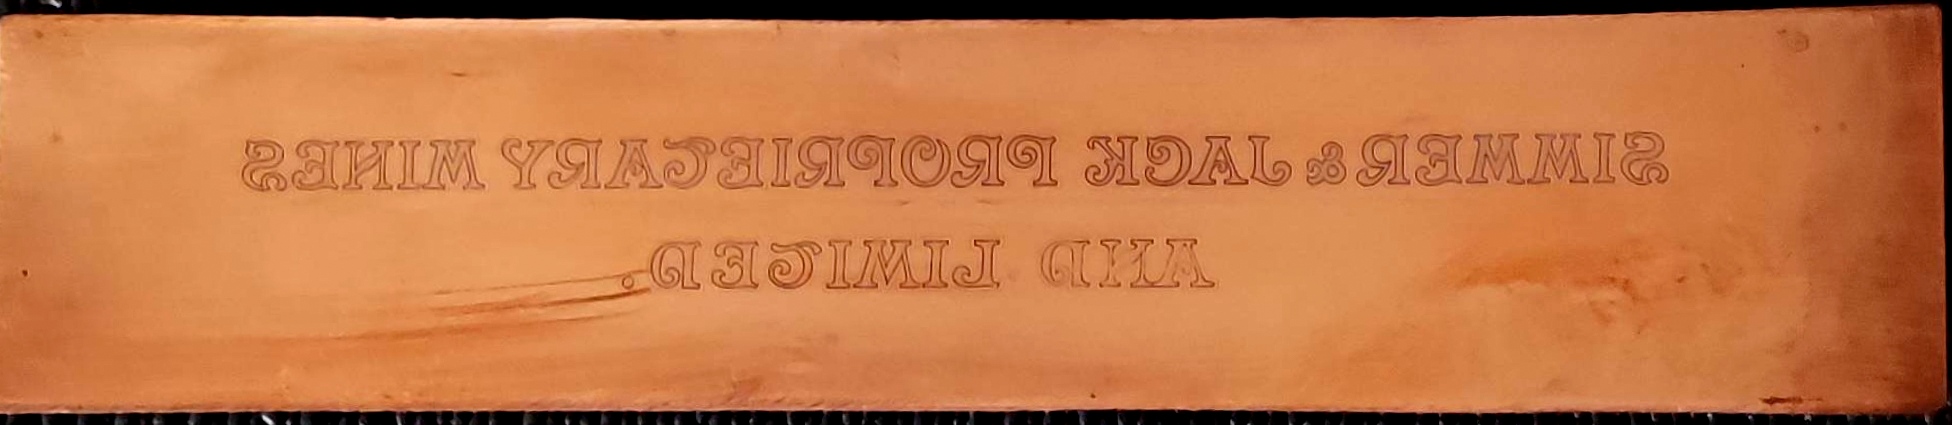 SIMMER & JACK PROPRIETARY MINES
AND LIMITED.